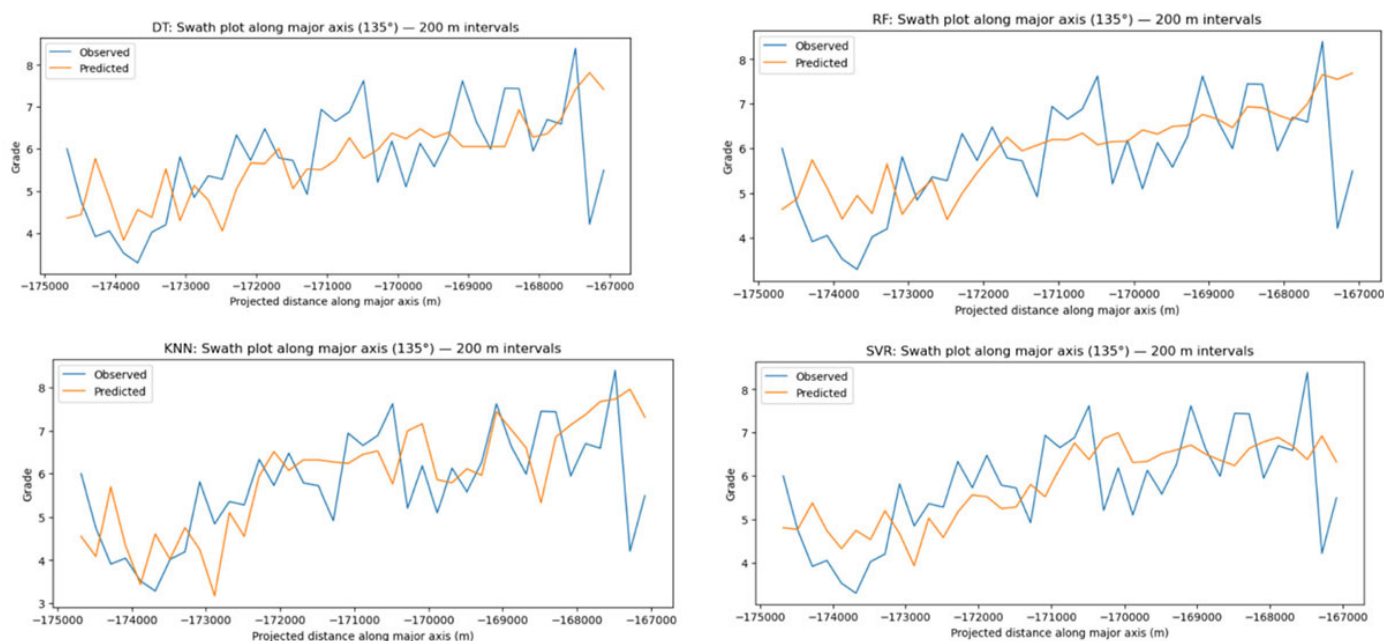 DT: Swath plot along major axis (135°) — 200 m intervals
Observed
Predicted
8
7
6
5
4
Grade
−175000 −174000 −173000 −172000 −171000 −170000 −169000 −168000 −167000
Projected distance along major axis (m)
RF: Swath plot along major axis (135°) — 200 m intervals
Observed
Predicted
8
7
6
5
4
Grade
−175000 −174000 −173000 −172000 −171000 −170000 −169000 −168000 −167000
Projected distance along major axis (m)
KNN: Swath plot along major axis (135°) — 200 m intervals
Observed
Predicted
8
7
6
5
4
3
Grade
−175000 −174000 −173000 −172000 −171000 −170000 −169000 −168000 −167000
Projected distance along major axis (m)
SVR: Swath plot along major axis (135°) — 200 m intervals
Observed
Predicted
8
7
6
5
4
Grade
−175000 −174000 −173000 −172000 −171000 −170000 −169000 −168000 −167000
Projected distance along major axis (m)